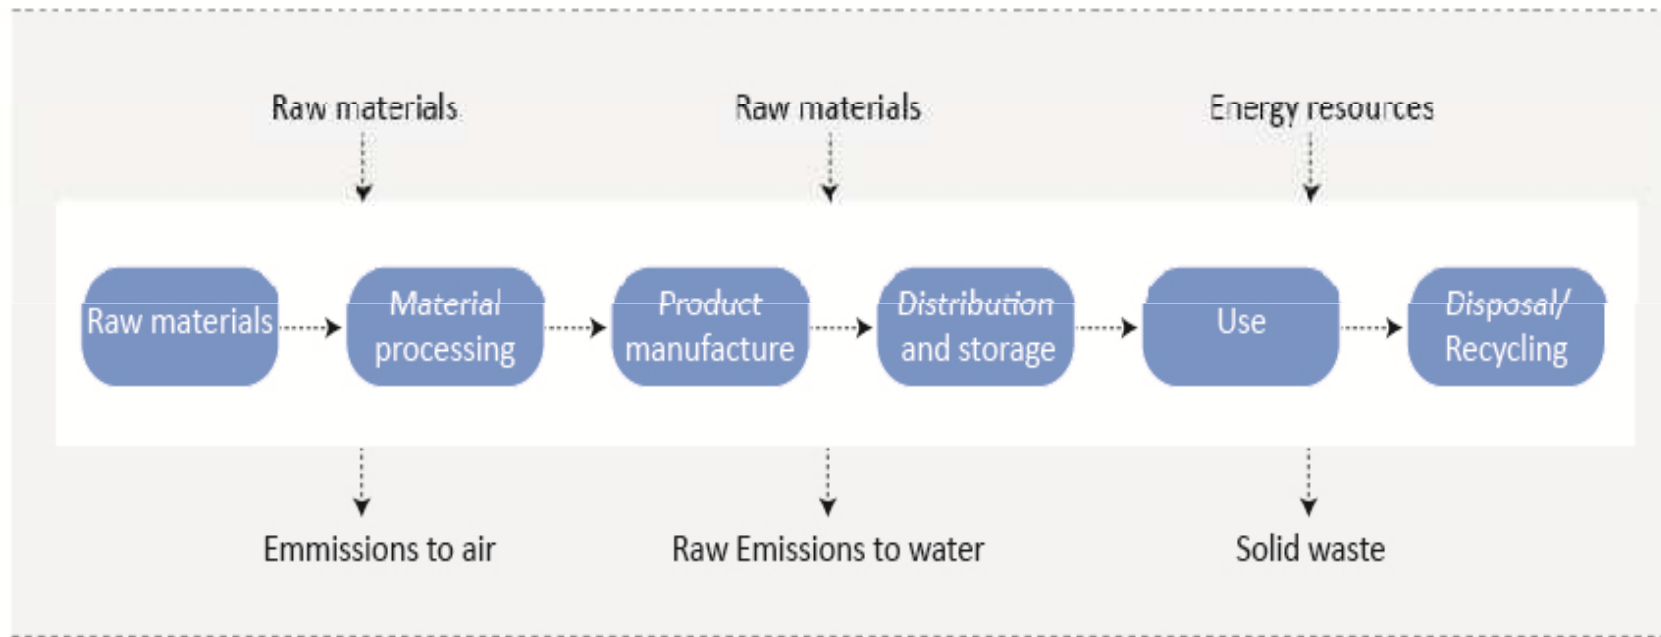 Raw materials
Raw materials
Energy resources
Raw materials
Material
processing
Product
manufacture
Distribution
and storage
Use
Disposal/
Recycling
Emmissions to air
Raw Emissions to water
Solid waste